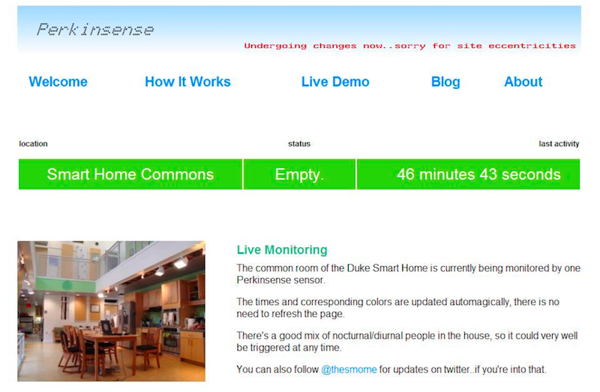 Perkinsense
Undergoing changes now..sorry for site eccentricities
Welcome How It Works Live Demo Blog About
location status last activity
Smart Home Commons Empty. 46 minutes 43 seconds
Live Monitoring
The common room of the Duke Smart Home is currently being monitored by one
Perkinsense sensor.
The times and corresponding colors are updated automagically, there is no
need to refresh the page.
There's a good mix of nocturnal/diurnal people in the house, so it could very well
be triggered at any time.
You can also follow @thesmome for updates on twitter..if you're into that.